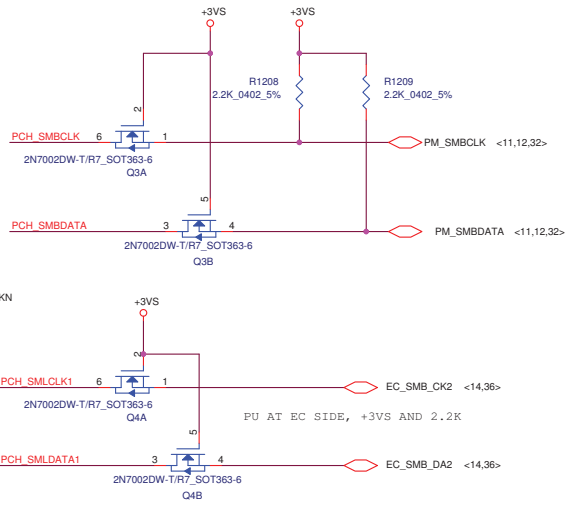 +3VS
+3VS
R1208
2.2K_0402_5%
R1209
2.2K_0402_5%
2
PCH_SMBCLK
6
1
PM_SMBCLK <11,12,32>
2N7002DW-T/R7_SOT363-6
Q3A
5
PCH_SMBDATA
3
4
PM_SMBDATA <11,12,32>
2N7002DW-T/R7_SOT363-6
Q3B
KN
+3VS
2
PCH_SMLCLK1
6
1
EC_SMB_CK2 <14,36>
2N7002DW-T/R7_SOT363-6
Q4A
PU AT EC SIDE, +3VS AND 2.2K
5
PCH_SMLDATA1
3
4
EC_SMB_DA2 <14,36>
2N7002DW-T/R7_SOT363-6
Q4B